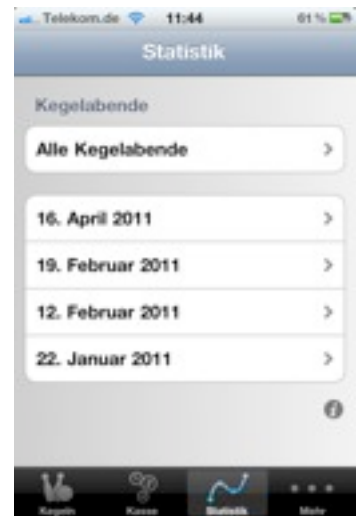 Telekom.de 11:44 61 %
Statistik
Kegelabende
Alle Kegelabende
16. April 2011
19. Februar 2011
12. Februar 2011
22. Januar 2011
Kegeln Kasse Statistik Mehr